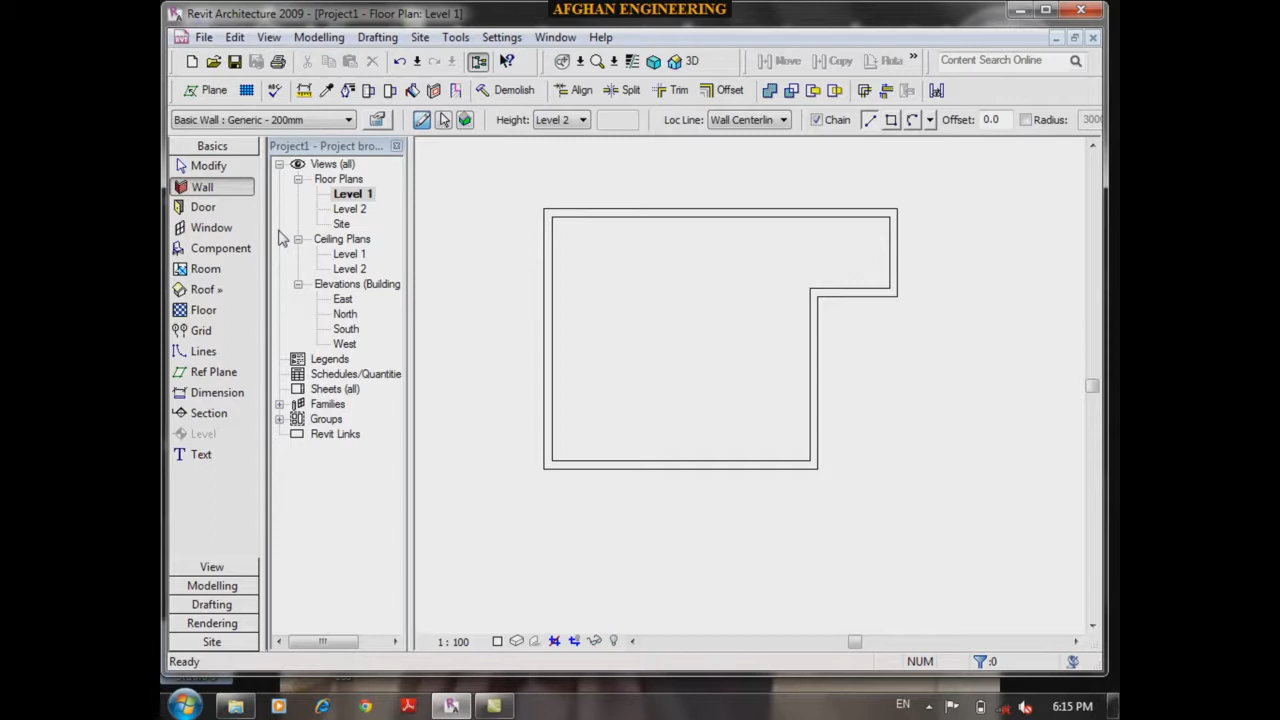 AFGHAN ENGINEERING
Revit Architecture 2009 - [Project1 - Floor Plan: Level 1]
File Edit View Modelling Drafting Site Tools Settings Window Help
3D Move Copy Rota » Content Search Online
Plane Demolish Align Split Trim Offset
Basic Wall : Generic - 200mm Height: Level 2 Loc Line: Wall Centerlin Chain Offset: 0.0 Radius: 3000
Basics
Modify
Wall
Door
Window
Component
Room
Roof »
Floor
Grid
Lines
Ref Plane
Dimension
Section
Level
Text
View
Modelling
Drafting
Rendering
Site
Project1 - Project bro...
Views (all)
Floor Plans
Level 1
Level 2
Site
Ceiling Plans
Level 1
Level 2
Elevations (Building
East
North
South
West
Legends
Schedules/Quantitie
Sheets (all)
Families
Groups
Revit Links
1 : 100
Ready NUM :0
EN 6:15 PM